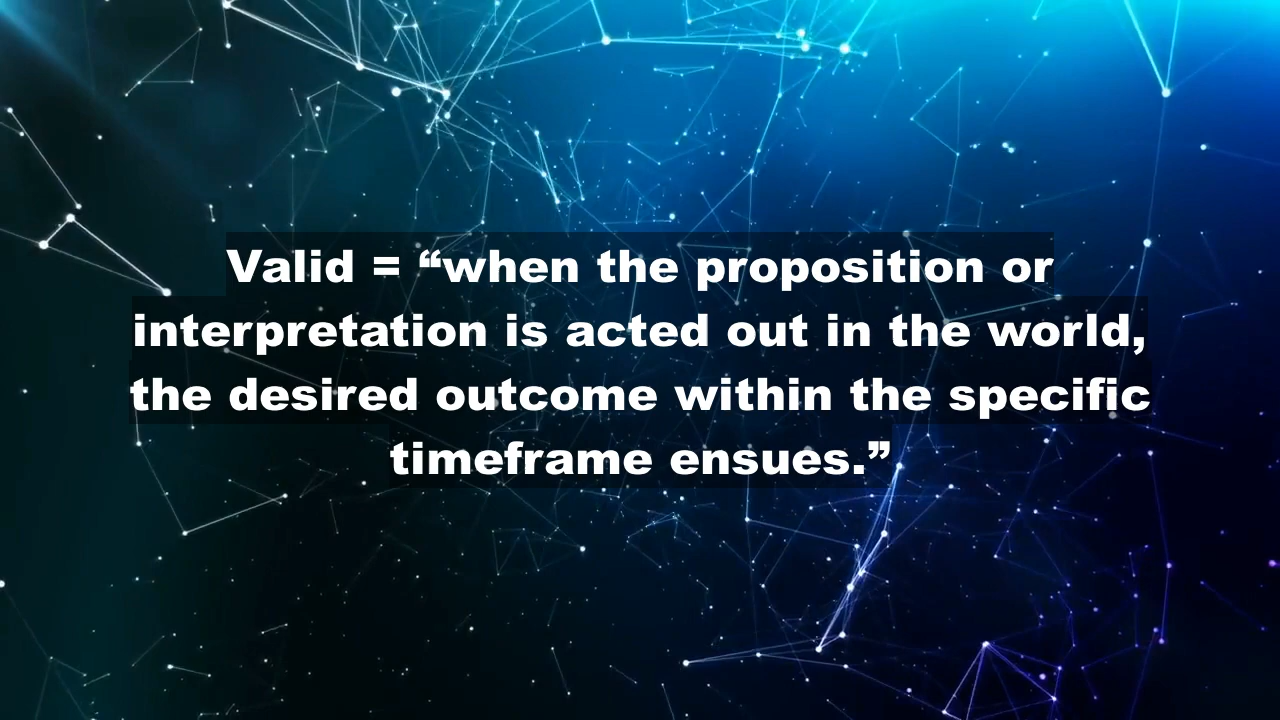 Valid = “when the proposition or
interpretation is acted out in the world,
the desired outcome within the specific
timeframe ensues.”